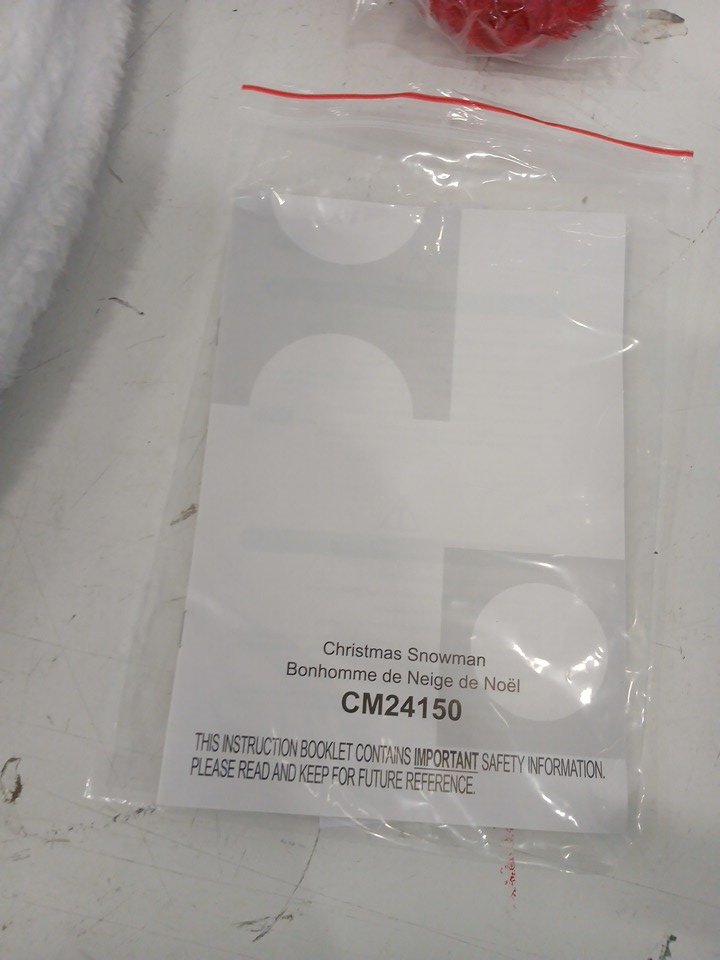 Christmas Snowman
Bonhomme de Neige de Noël
CM24150
THIS INSTRUCTION BOOKLET CONTAINS IMPORTANT SAFETY INFORMATION.
PLEASE READ AND KEEP FOR FUTURE REFERENCE.